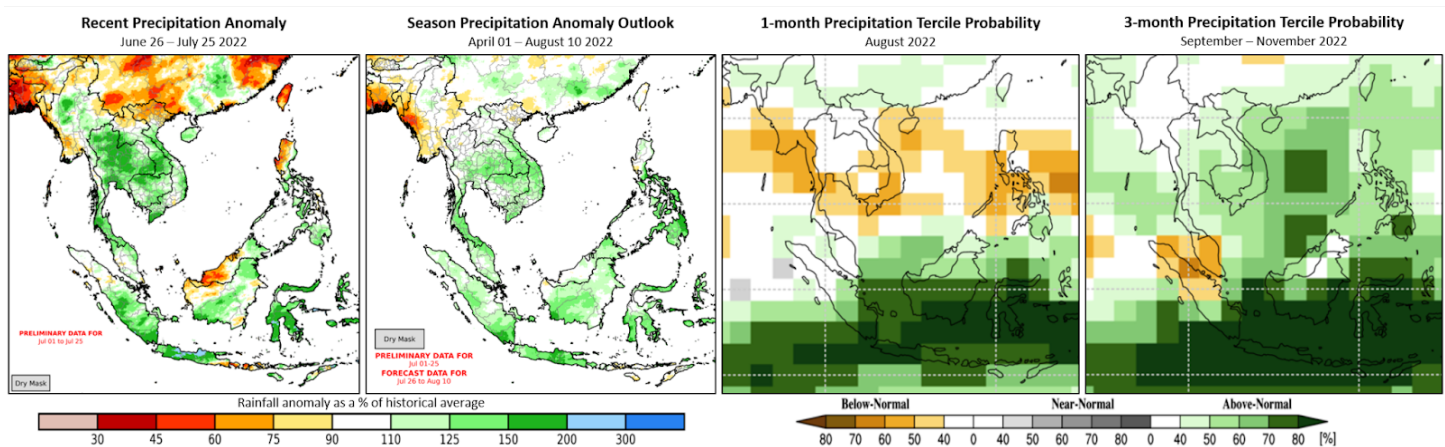 Recent Precipitation Anomaly
June 26 – July 25 2022
Season Precipitation Anomaly Outlook
April 01 – August 10 2022
1-month Precipitation Tercile Probability
August 2022
3-month Precipitation Tercile Probability
September – November 2022
PRELIMINARY DATA FOR
Jul 01 to Jul 25
Dry Mask
Dry Mask
PRELIMINARY DATA FOR
Jul 01-25
FORECAST DATA FOR
Jul 26 to Aug 10
Rainfall anomaly as a % of historical average
30 45 60 75 90 110 125 150 200 300
Below-Normal Near-Normal Above-Normal
80 70 60 50 40 0 40 50 60 70 80 0 40 50 60 70 80 [%]